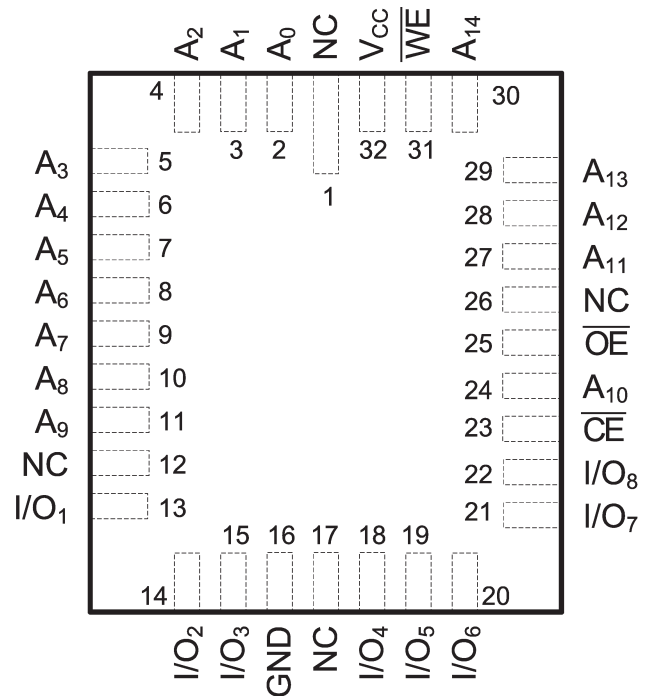 A2 A1 A0 NC VCC W̅E̅ A14
4 30
3 2 32 31
1
A3 5 29 A13
A4 6 28 A12
A5 7 27 A11
A6 8 26 NC
A7 9 25 O̅E̅
A8 10 24 A10
A9 11 23 C̅E̅
NC 12 22 I/O8
I/O1 13 21 I/O7
15 16 17 18 19
14 20
I/O2 I/O3 GND NC I/O4 I/O5 I/O6